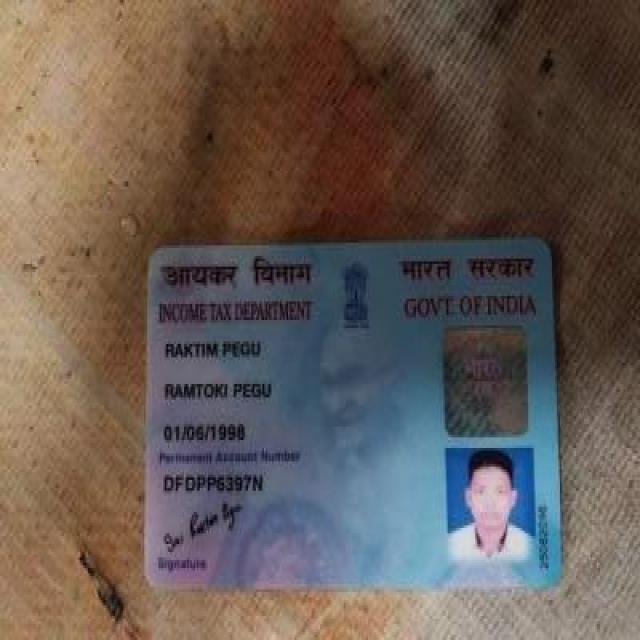 आयकर विभाग
भारत सरकार
INCOME TAX DEPARTMENT
GOVT. OF INDIA
RAKTIM PEGU
RAMTOKI PEGU
01/06/1998
Permanent Account Number
DFDPP6397N
Signature